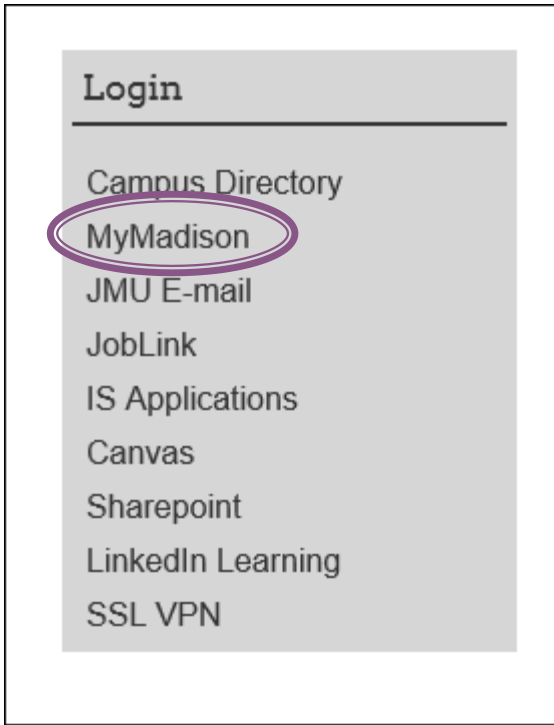 Login
Campus Directory
MyMadison
JMU E-mail
JobLink
IS Applications
Canvas
Sharepoint
LinkedIn Learning
SSL VPN